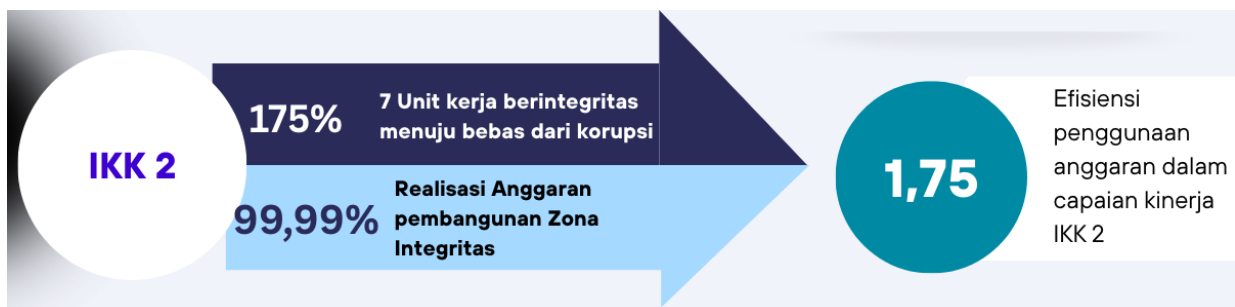 IKK 2
175%
7 Unit kerja berintegritas
menuju bebas dari korupsi
99,99%
Realisasi Anggaran
pembangunan Zona
Integritas
1,75
Efisiensi
penggunaan
anggaran dalam
capaian kinerja
IKK 2